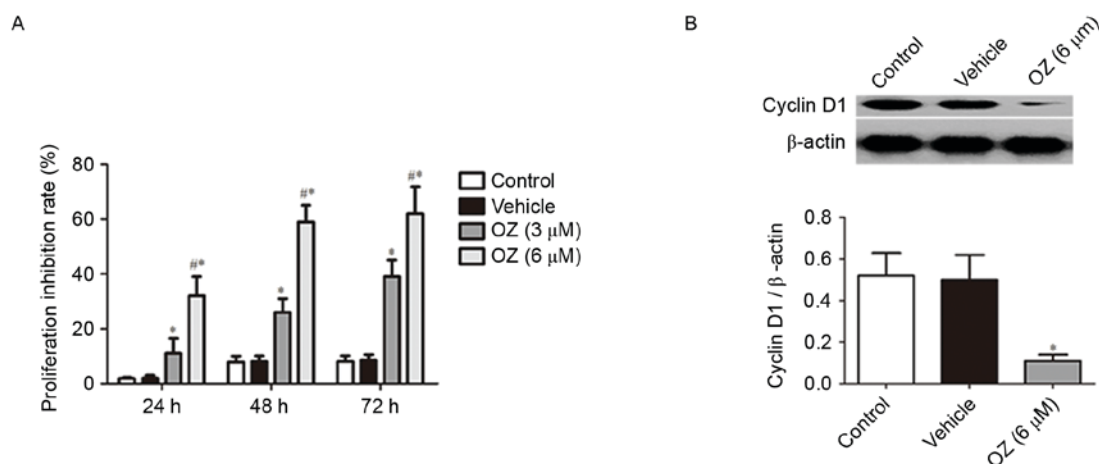 A
Proliferation inhibition rate (%)
80
60
40
20
0
#*
*
#*
*
#*
*
24 h
48 h
72 h
Control
Vehicle
OZ (3 μM)
OZ (6 μM)
B
Control
Vehicle
OZ (6 μm)
Cyclin D1
β-actin
Cyclin D1 / β -actin
0.8
0.6
0.4
0.2
0.0
*
Control
Vehicle
OZ (6 μM)